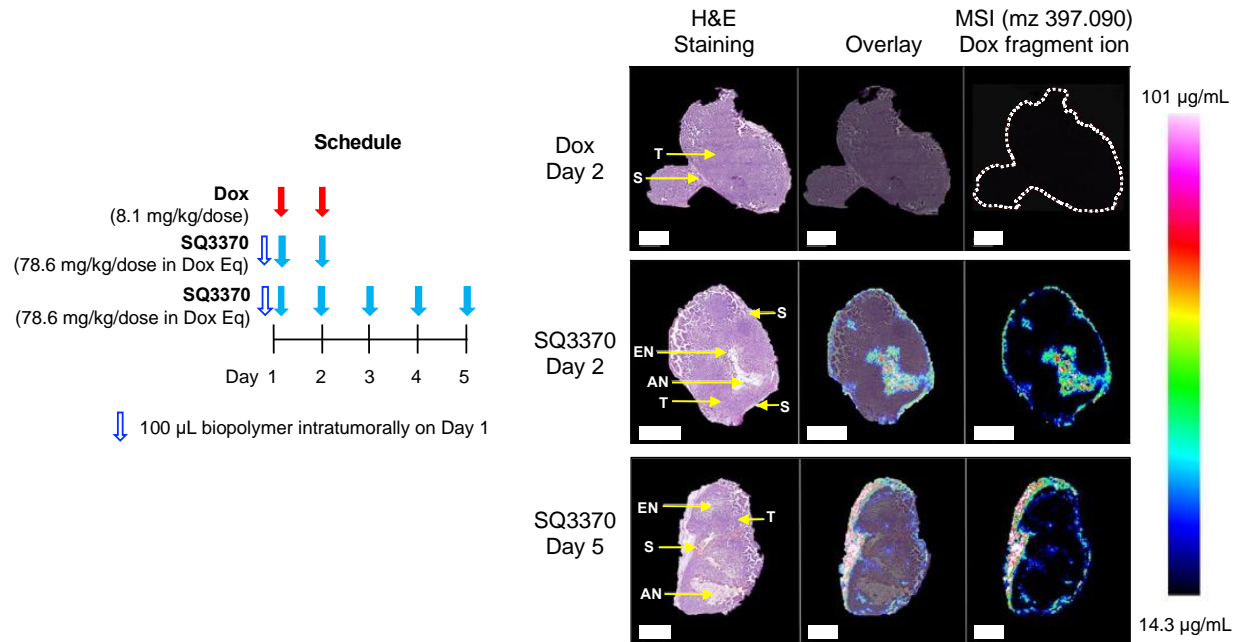 H&E
Staining
Overlay
MSI (mz 397.090)
Dox fragment ion
101 µg/mL
14.3 µg/mL
Schedule
Dox
(8.1 mg/kg/dose)
SQ3370
(78.6 mg/kg/dose in Dox Eq)
SQ3370
(78.6 mg/kg/dose in Dox Eq)
Day 1 2 3 4 5
100 µL biopolymer intratumorally on Day 1
Dox
Day 2
T
S
SQ3370
Day 2
S
EN
AN
T
S
SQ3370
Day 5
EN
T
S
AN